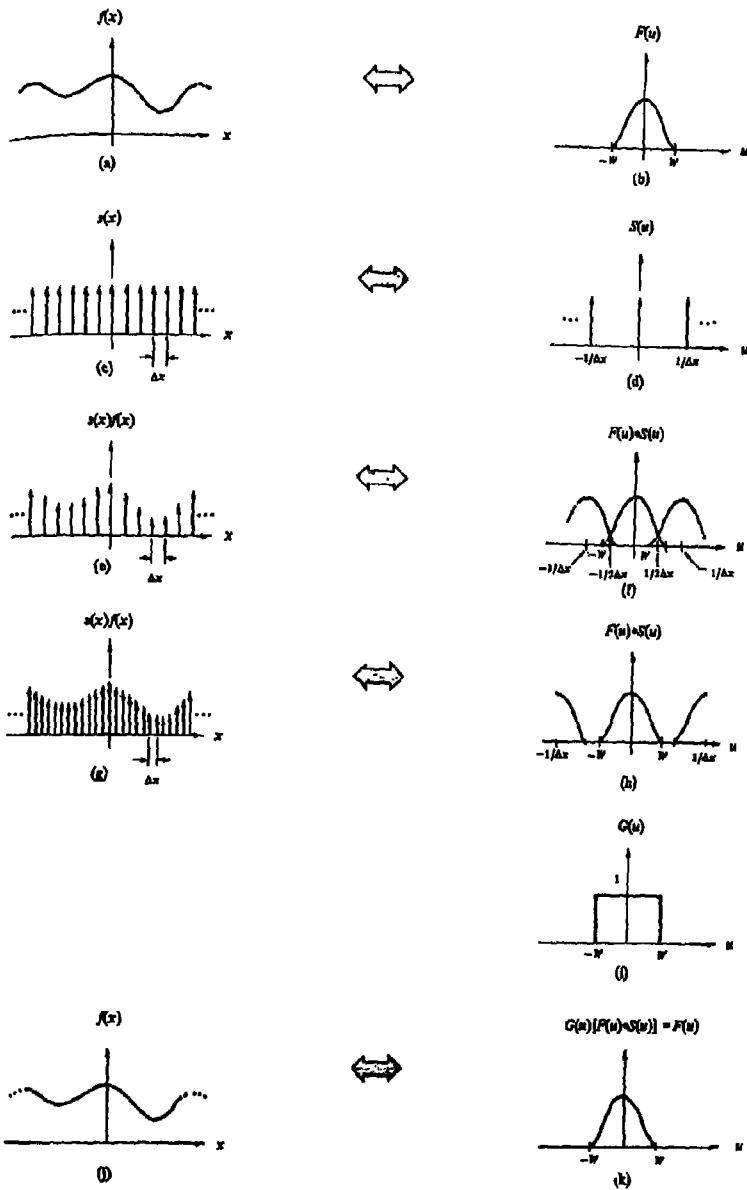 f(x)
F(u)
x
-W
W
u
(a)
(b)
s(x)
S(u)
...
...
x
...
...
u
-1/Δx
1/Δx
(c)
Δx
(d)
s(x)f(x)
F(u)*S(u)
...
...
x
u
(e)
Δx
-1/Δx
-W
-1/2Δx
W
1/2Δx
1/Δx
(f)
s(x)f(x)
F(u)*S(u)
...
...
x
u
(g)
Δx
-1/Δx
-W
W
1/Δx
(h)
G(u)
1
-W
W
u
(i)
f(x)
G(u)[F(u)*S(u)] = F(u)
...
...
x
-W
W
u
(j)
(k)